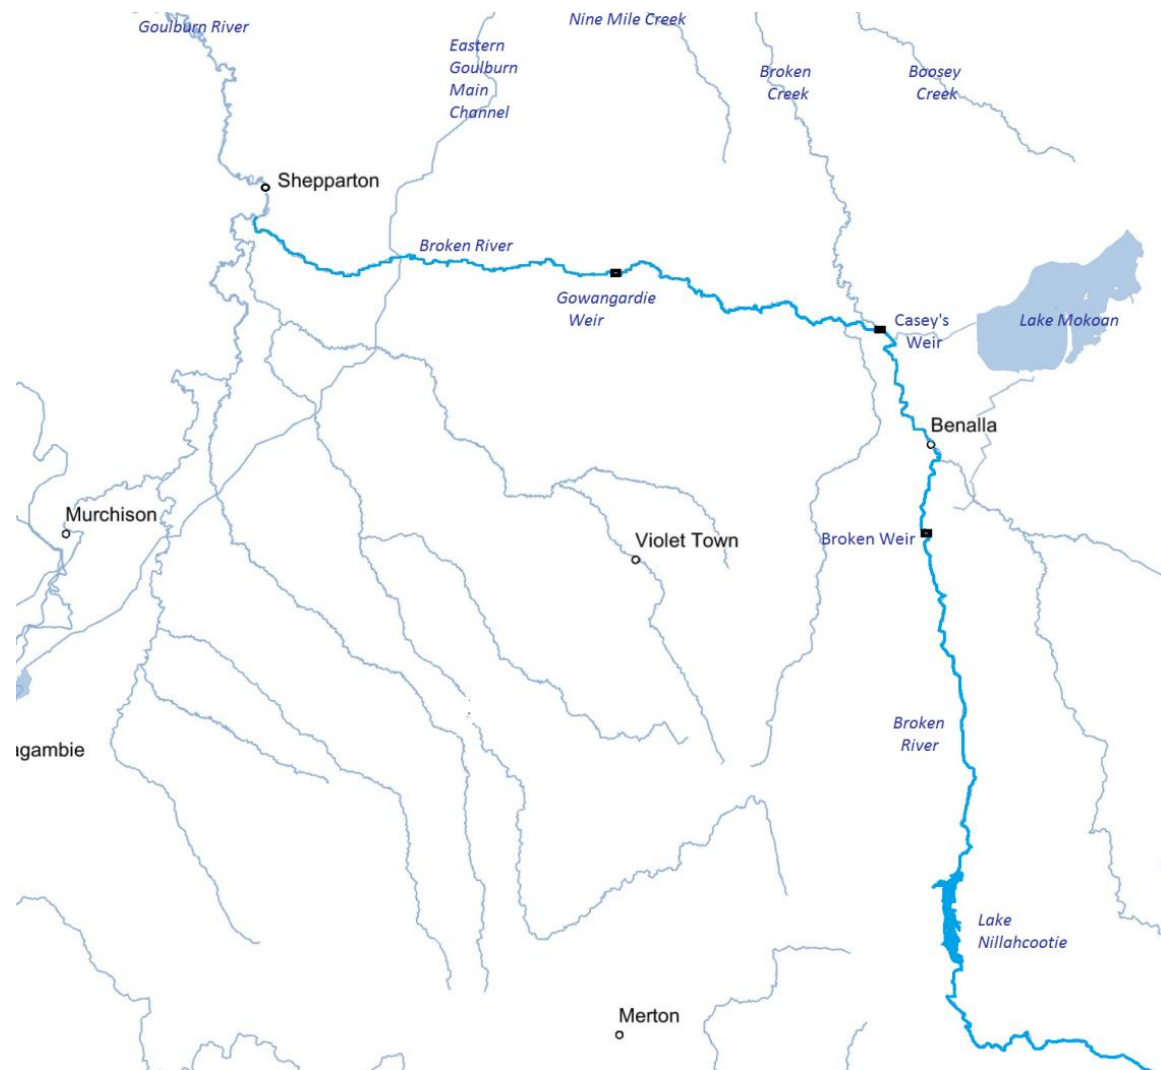 Goulburn River
Nine Mile Creek
Eastern
Goulburn
Main
Channel
Broken
Creek
Boosey
Creek
Shepparton
Broken River
Gowangardie
Weir
Casey's
Weir
Lake Mokoan
Benalla
Murchison
Violet Town
Broken Weir
Broken
River
agambie
Lake
Nillahcootie
Merton